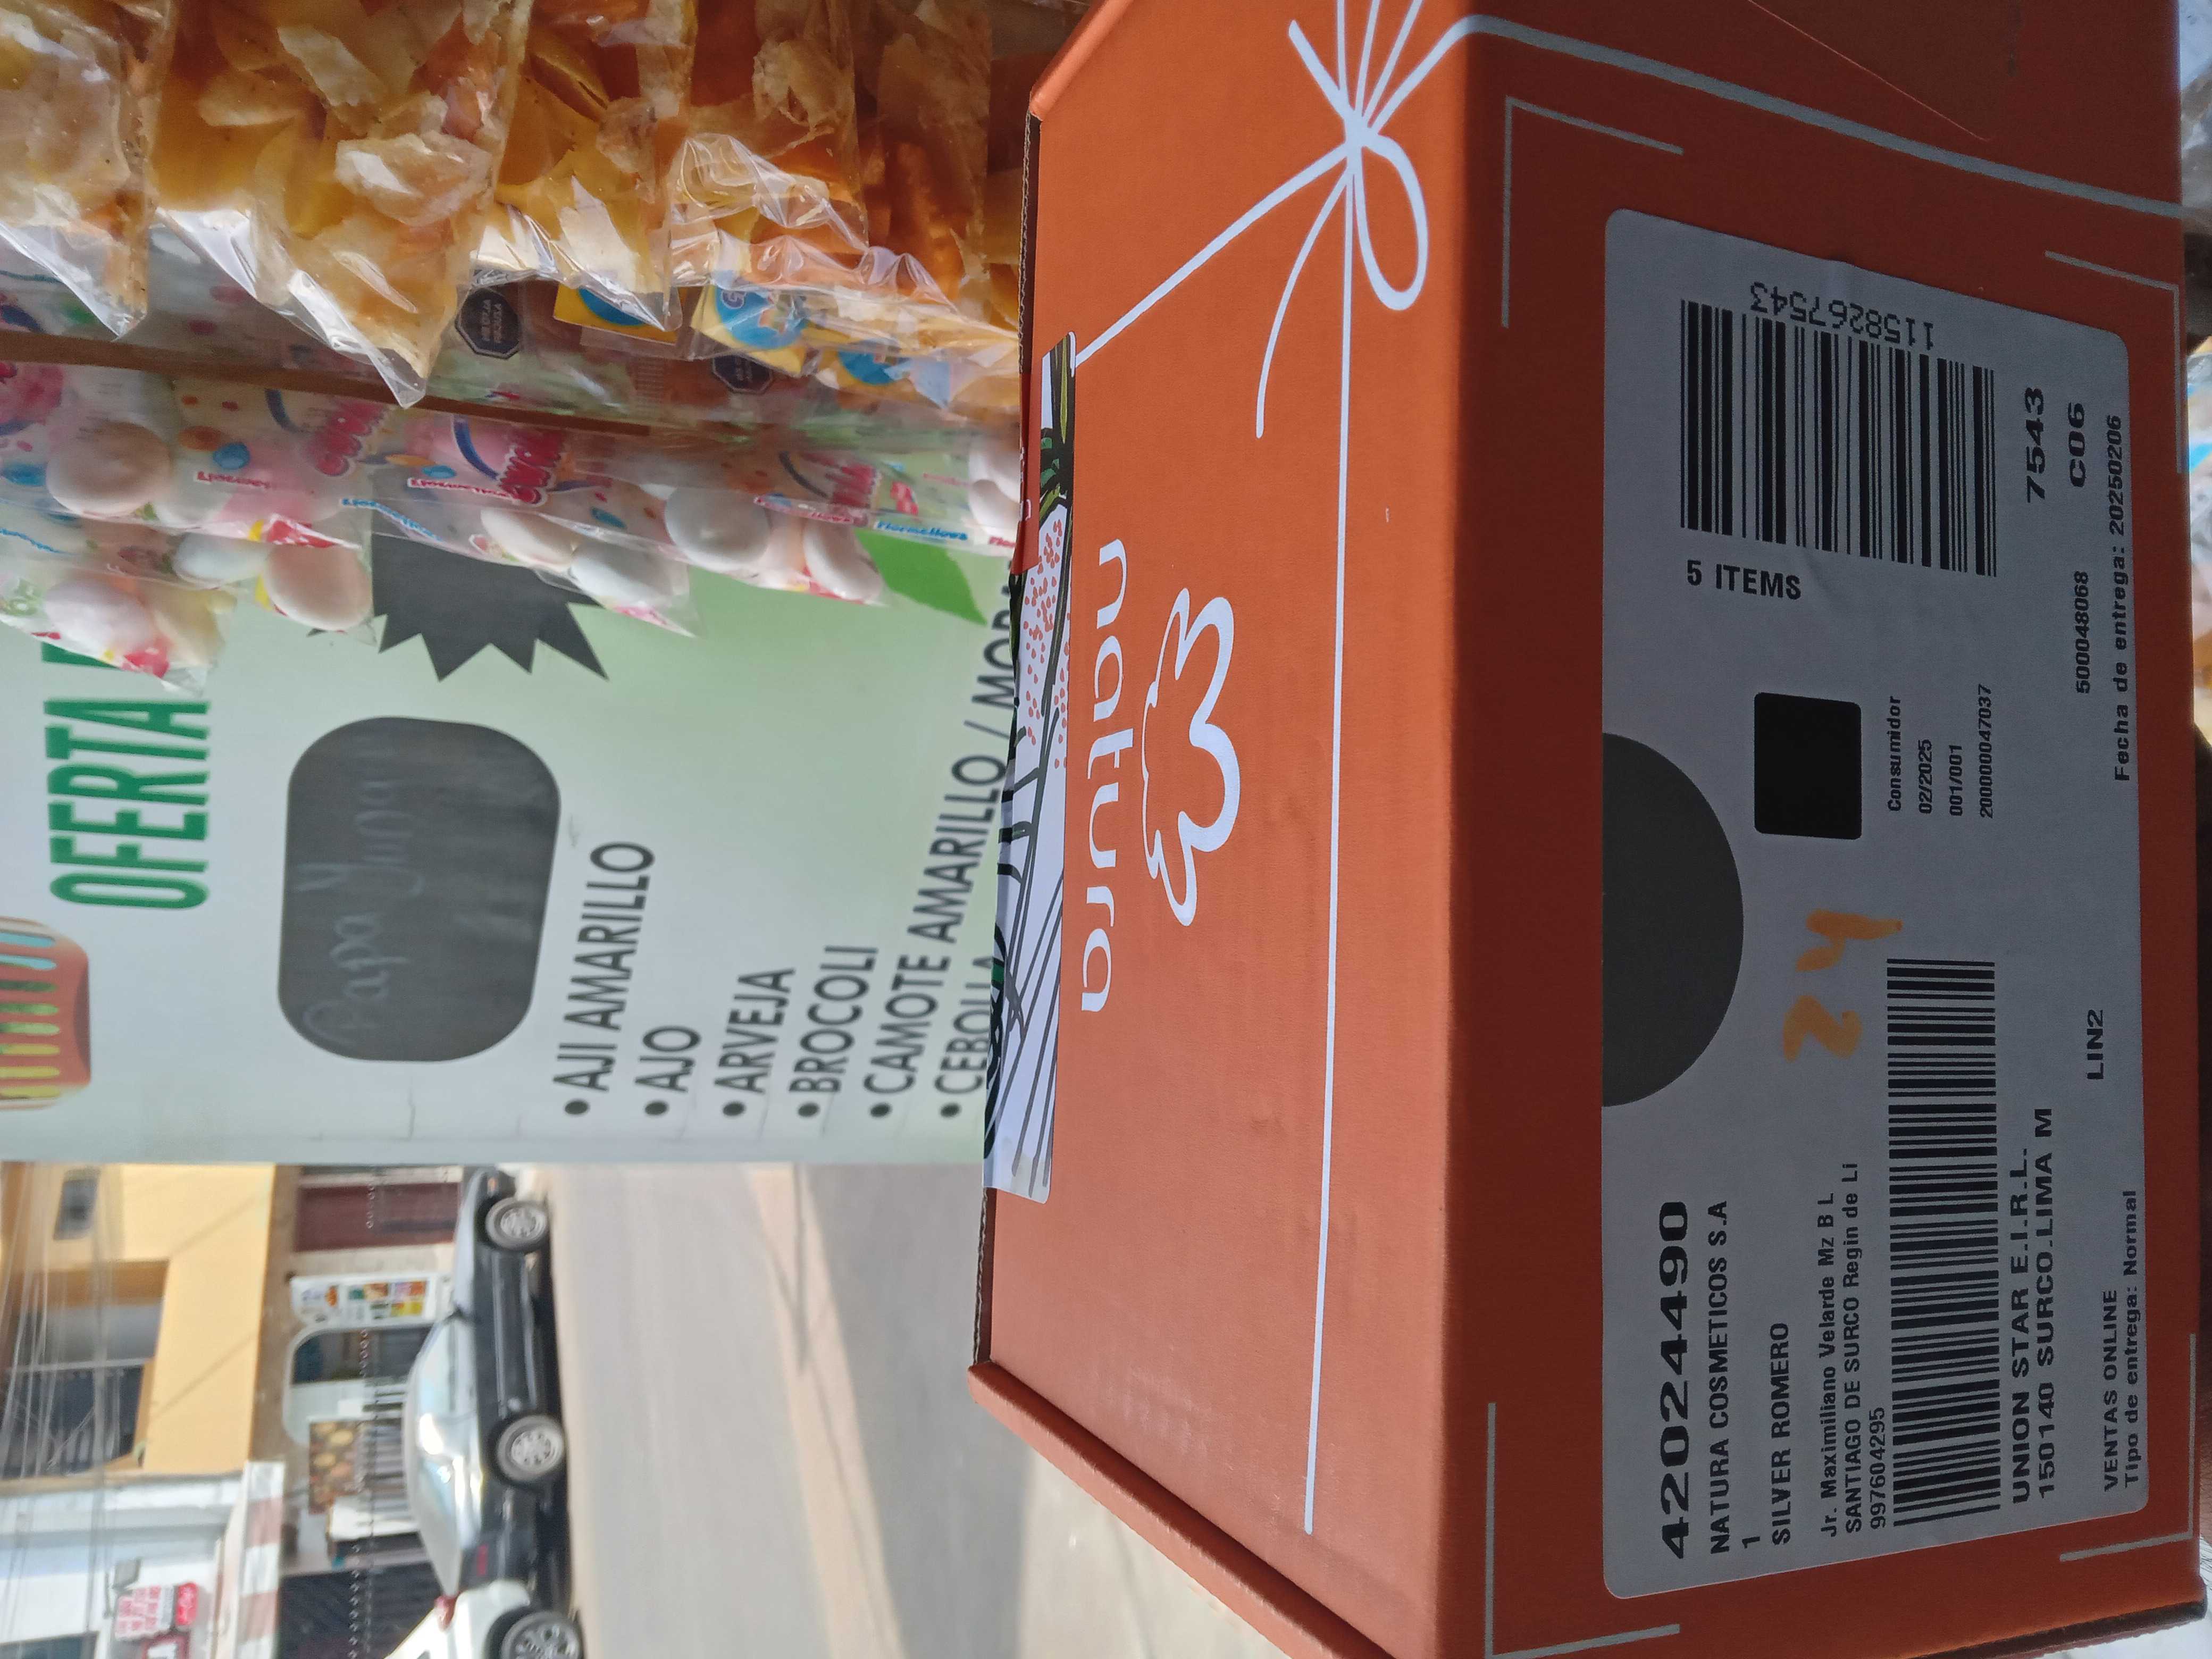 OFERTA
Papa Yungay
• AJI AMARILLO
• AJO
• ARVEJA
• BROCOLI
• CAMOTE AMARILLO / MORA
• CEBOLLA
natura
42024490
NATURA COSMETICOS S.A
1
SILVER ROMERO
Jr. Maximiliano Velarde Mz B L
SANTIAGO DE SURCO Regin de Li
997604295
UNION STAR E.I.R.L.
150140 SURCO.LIMA M
LIN2
VENTAS ONLINE
Tipo de entrega: Normal
24
5 ITEMS
1158267543
Consumidor
02/2025
001/001
200000047037
7543
C06
500048068
Fecha de entrega: 20250206